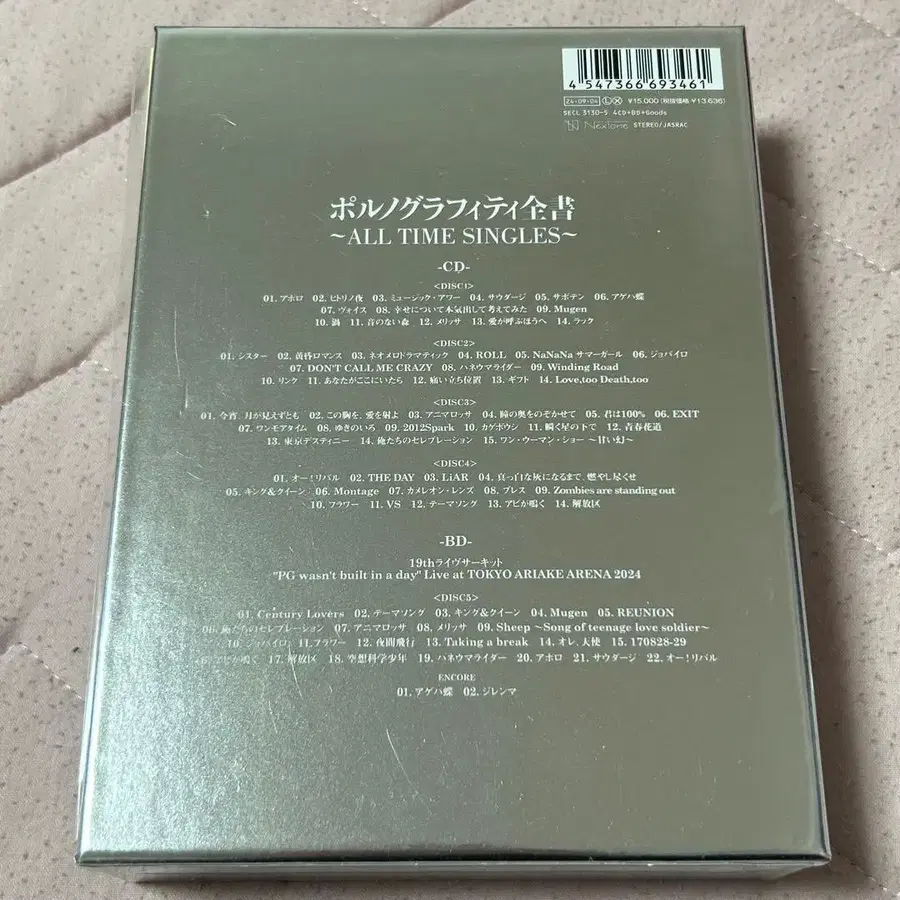 4 547366 693461
24·09·04 Ⓛ Ⓧ ¥15,000 (税抜価格 ¥13,636)
SECL 3130-5 4CD+BD+Goods
NexTone STEREO/JASRAC
ポルノグラフィティ全書
〜ALL TIME SINGLES〜
-CD-
<DISC1>
01. アポロ 02. ヒトリノ夜 03. ミュージック・アワー 04. サウダージ 05. サボテン 06. アゲハ蝶
07. ヴォイス 08. 幸せについて本気出して考えてみた 09. Mugen
10. 渦 11. 音のない森 12. メリッサ 13. 愛が呼ぶほうへ 14. ラック
<DISC2>
01. シスター 02. 黄昏ロマンス 03. ネオメロドラマティック 04. ROLL 05. NaNaNa サマーガール 06. ジョバイロ
07. DON'T CALL ME CRAZY 08. ハネウマライダー 09. Winding Road
10. リンク 11. あなたがここにいたら 12. 痛い立ち位置 13. ギフト 14. Love,too Death,too
<DISC3>
01. 今宵、月が見えずとも 02. この胸を、愛を射よ 03. アニマロッサ 04. 瞳の奥をのぞかせて 05. 君は100% 06. EXIT
07. ワンモアタイム 08. ゆきのいろ 09. 2012Spark 10. カゲボウシ 11. 瞬く星の下で 12. 青春花道
13. 東京デスティニー 14. 俺たちのセレブレーション 15. ワン・ウーマン・ショー 〜甘い幻〜
<DISC4>
01. オー!リバル 02. THE DAY 03. LiAR 04. 真っ白な灰になるまで、燃やし尽くせ
05. キング&クイーン 06. Montage 07. カメレオン・レンズ 08. ブレス 09. Zombies are standing out
10. フラワー 11. VS 12. テーマソング 13. アビが鳴く 14. 解放区
-BD-
19thライヴサーキット
"PG wasn't built in a day" Live at TOKYO ARIAKE ARENA 2024
<DISC5>
01. Century Lovers 02. テーマソング 03. キング&クイーン 04. Mugen 05. REUNION
06. 俺たちのセレブレーション 07. アニマロッサ 08. メリッサ 09. Sheep 〜Song of teenage love soldier〜
10. ジョバイロ 11. フラワー 12. 夜間飛行 13. Taking a break 14. オレ、天使 15. 170828-29
16. アビが鳴く 17. 解放区 18. 空想科学少年 19. ハネウマライダー 20. アポロ 21. サウダージ 22. オー!リバル
ENCORE
01. アゲハ蝶 02. ジレンマ